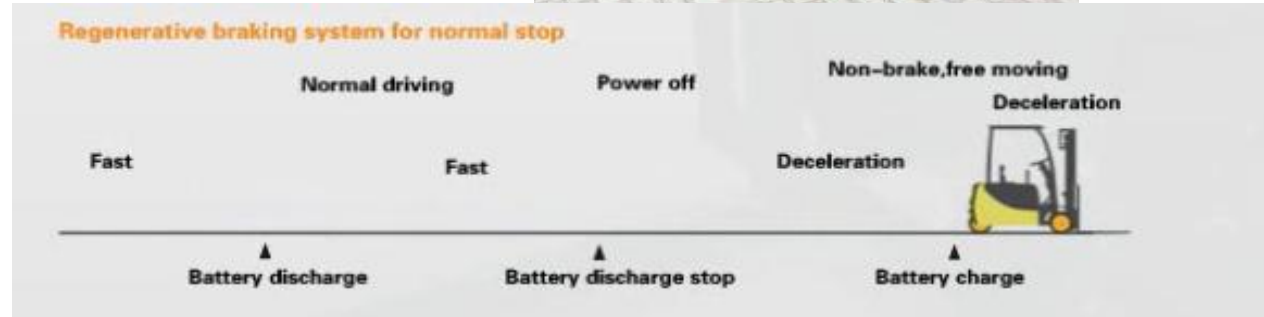 Regenerative braking system for normal stop
Normal driving
Power off
Non-brake,free moving
Deceleration
Fast
Fast
Deceleration
Battery discharge
Battery discharge stop
Battery charge